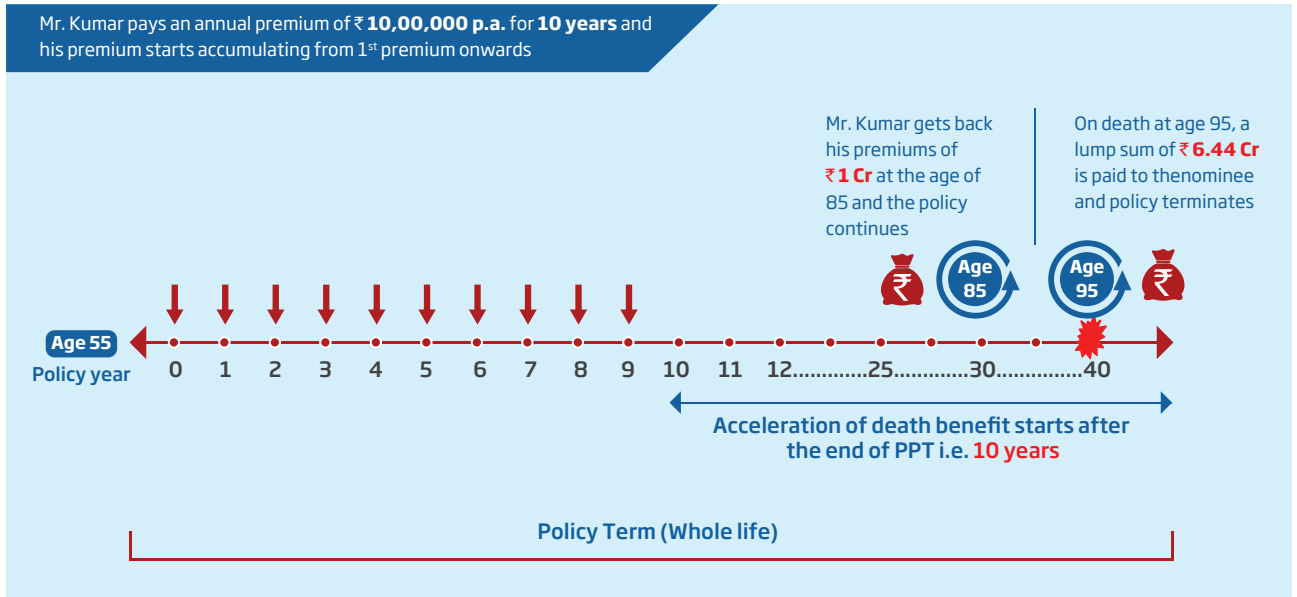 Mr. Kumar pays an annual premium of ₹ 10,00,000 p.a. for 10 years and
his premium starts accumulating from 1st premium onwards
Mr. Kumar gets back
his premiums of
₹ 1 Cr at the age of
85 and the policy
continues
On death at age 95, a
lump sum of ₹ 6.44 Cr
is paid to thenominee
and policy terminates
₹
Age
85
Age
95
₹
Age 55
Policy year
0 1 2 3 4 5 6 7 8 9 10 11 12.............25..............30................40
Acceleration of death benefit starts after
the end of PPT i.e. 10 years
Policy Term (Whole life)